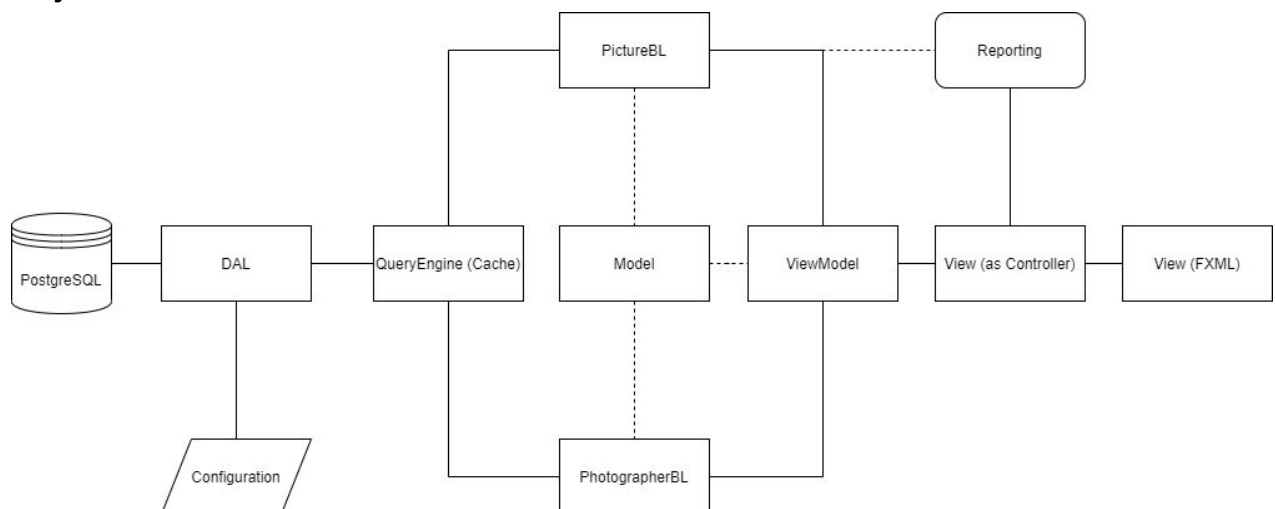 PictureBL
Reporting
PostgreSQL
DAL
QueryEngine (Cache)
Model
ViewModel
View (as Controller)
View (FXML)
Configuration
PhotographerBL